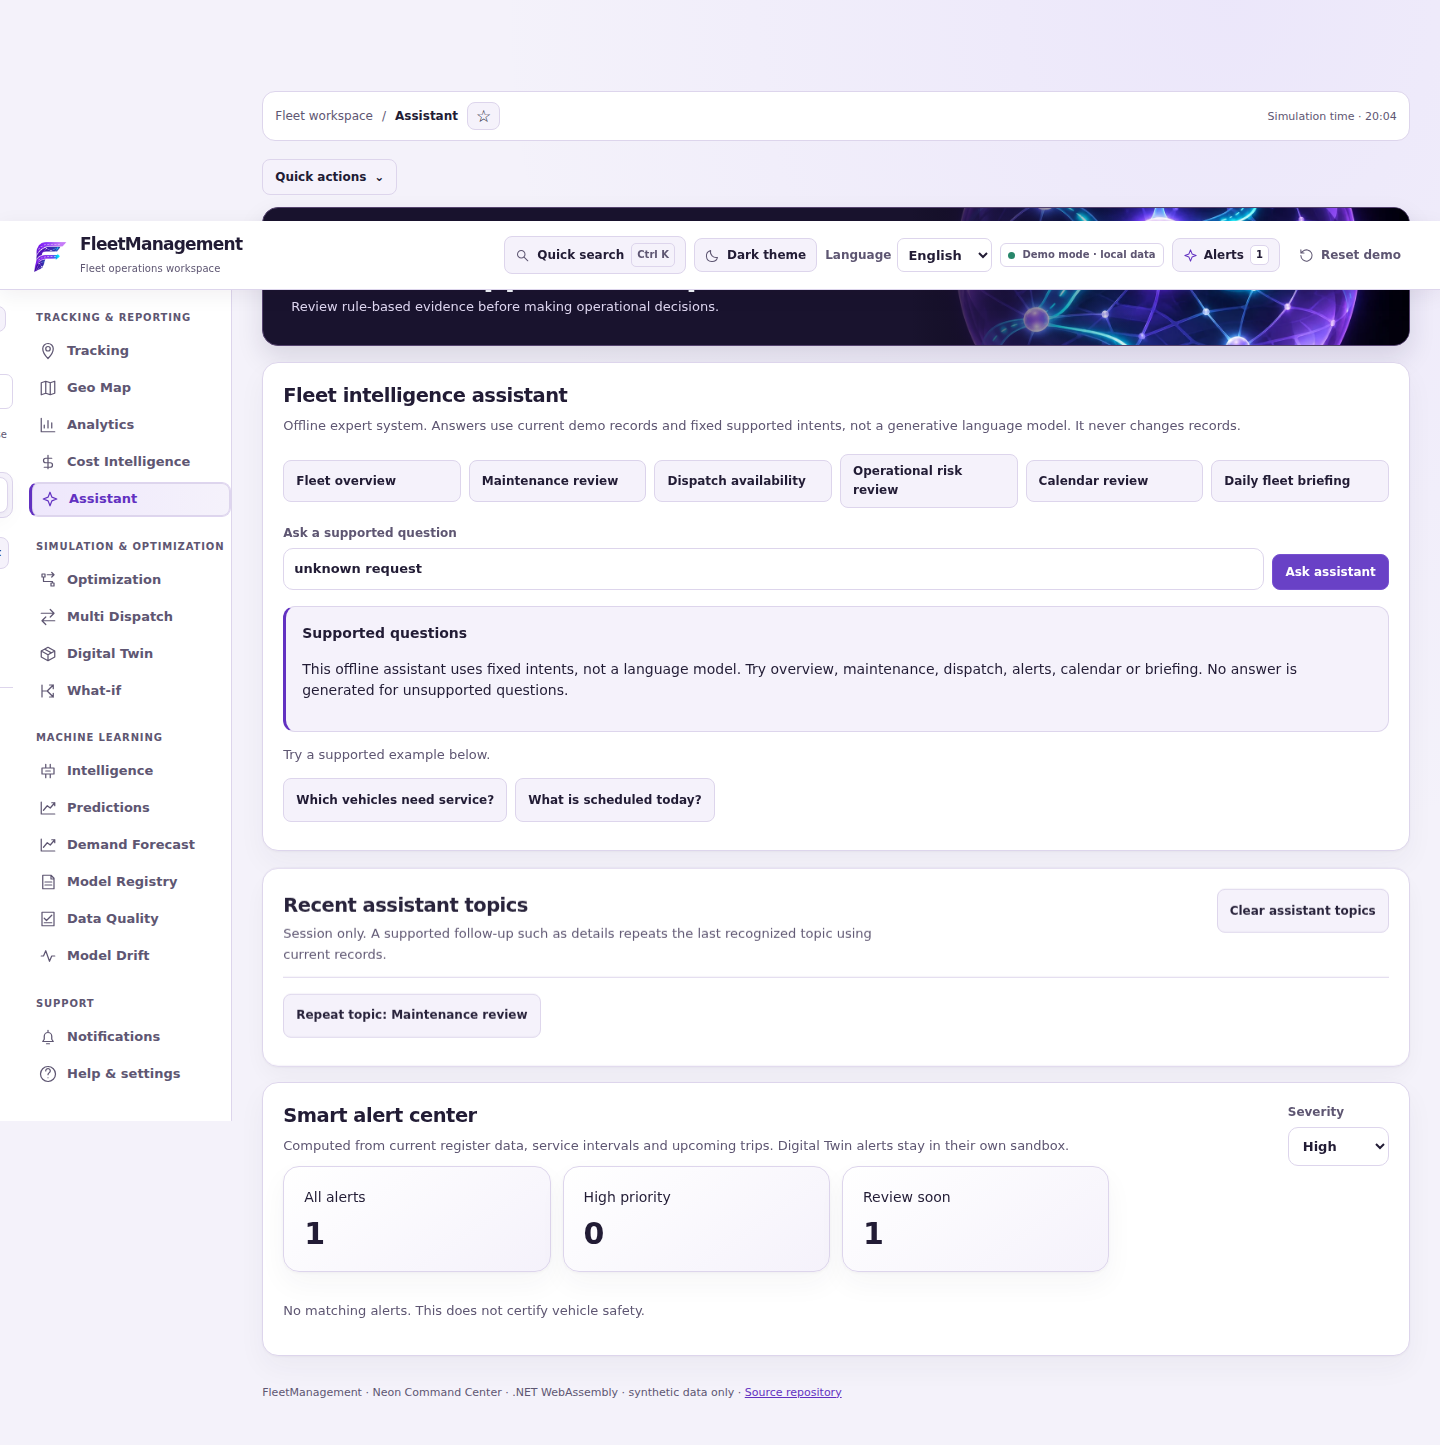 Fleet workspace / Assistant ☆
Simulation time · 20:04
Quick actions
FleetManagement
Fleet operations workspace
Quick search Ctrl K
Dark theme
Language English
Demo mode · local data
Alerts 1
Reset demo
Review rule-based evidence before making operational decisions.
TRACKING & REPORTING
Tracking
Geo Map
Analytics
Cost Intelligence
Assistant
SIMULATION & OPTIMIZATION
Optimization
Multi Dispatch
Digital Twin
What-if
MACHINE LEARNING
Intelligence
Predictions
Demand Forecast
Model Registry
Data Quality
Model Drift
SUPPORT
Notifications
Help & settings
Fleet intelligence assistant
Offline expert system. Answers use current demo records and fixed supported intents, not a generative language model. It never changes records.
Fleet overview
Maintenance review
Dispatch availability
Operational risk
review
Calendar review
Daily fleet briefing
Ask a supported question
unknown request
Ask assistant
Supported questions
This offline assistant uses fixed intents, not a language model. Try overview, maintenance, dispatch, alerts, calendar or briefing. No answer is
generated for unsupported questions.
Try a supported example below.
Which vehicles need service?
What is scheduled today?
Recent assistant topics
Clear assistant topics
Session only. A supported follow-up such as details repeats the last recognized topic using
current records.
Repeat topic: Maintenance review
Smart alert center
Severity
Computed from current register data, service intervals and upcoming trips. Digital Twin alerts stay in their own sandbox.
High
All alerts
1
High priority
0
Review soon
1
No matching alerts. This does not certify vehicle safety.
FleetManagement · Neon Command Center · .NET WebAssembly · synthetic data only · Source repository